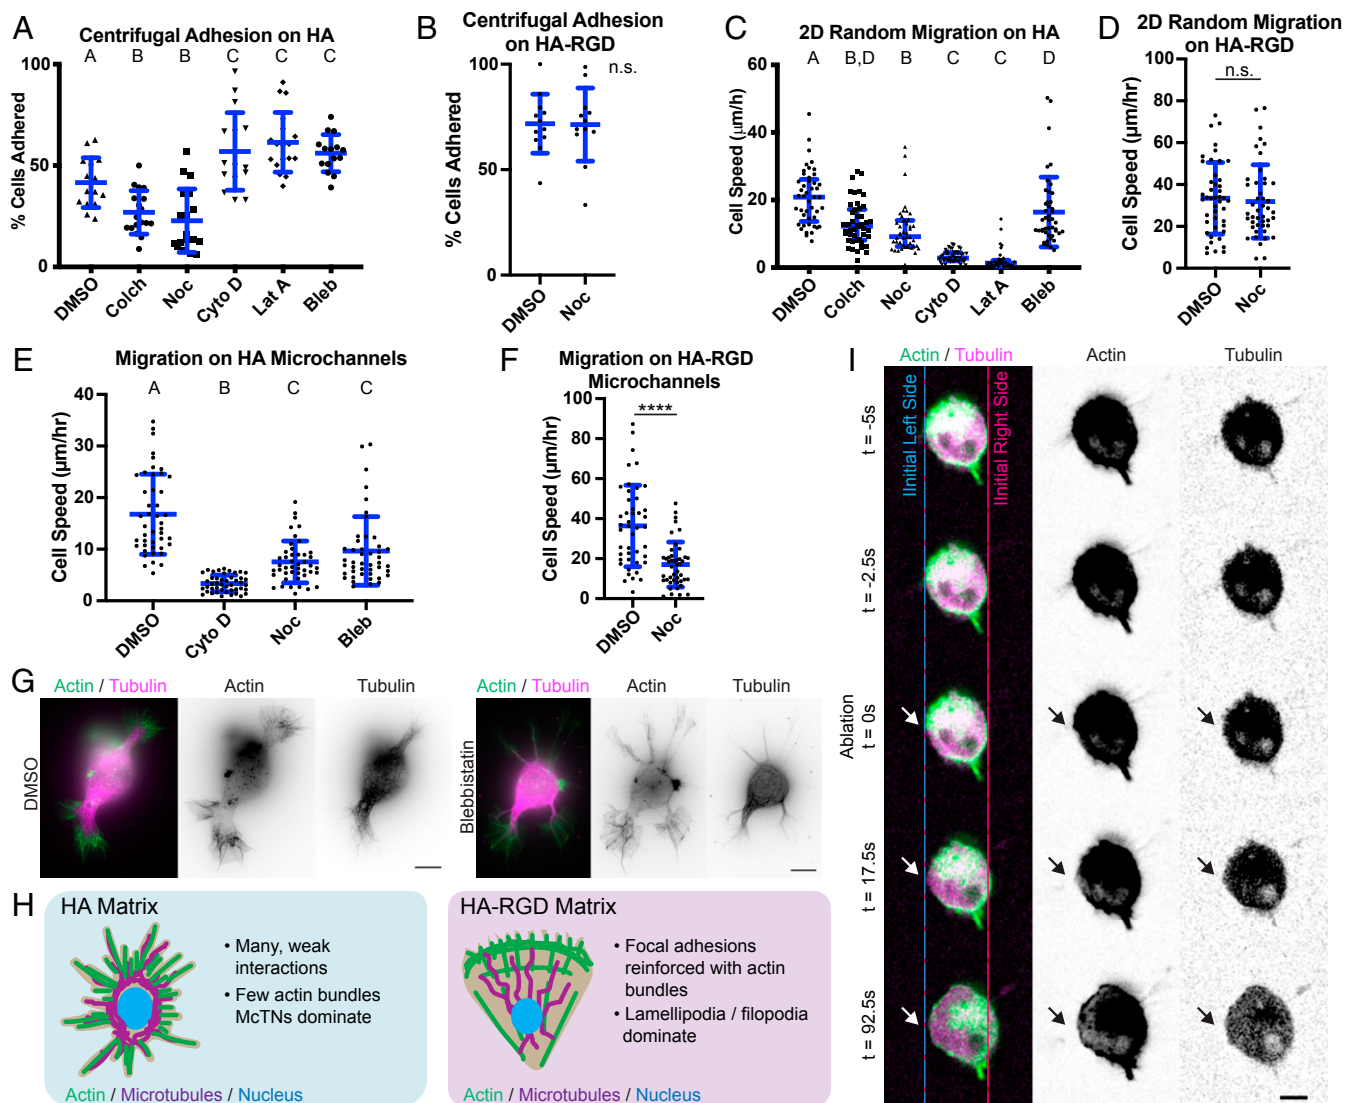 A
Centrifugal Adhesion on HA
A B B C C C
% Cells Adhered
100
50
0
DMSO
Colch
Noc
Cyto D
Lat A
Bleb
B
Centrifugal Adhesion
on HA-RGD
n.s.
% Cells Adhered
100
50
0
DMSO
Noc
C
2D Random Migration on HA
A B,D B C C D
Cell Speed (μm/h)
60
40
20
0
DMSO
Colch
Noc
Cyto D
Lat A
Bleb
D
2D Random Migration
on HA-RGD
n.s.
Cell Speed (μm/hr)
100
80
60
40
20
0
DMSO
Noc
E
Migration on HA Microchannels
A B C C
Cell Speed (μm/hr)
40
30
20
10
0
DMSO
Cyto D
Noc
Bleb
F
Migration on HA-RGD
Microchannels
****
Cell Speed (μm/hr)
100
80
60
40
20
0
DMSO
Noc
G
Actin / Tubulin
Actin
Tubulin
DMSO
Actin / Tubulin
Actin
Tubulin
Blebbistatin
H
HA Matrix
• Many, weak
interactions
• Few actin bundles
McTNs dominate
Actin / Microtubules / Nucleus
HA-RGD Matrix
• Focal adhesions
reinforced with actin
bundles
• Lamellipodia / filopodia
dominate
Actin / Microtubules / Nucleus
I
Actin / Tubulin
Actin
Tubulin
IInitial Left Side
IInitial Right Side
t = -5s
t = -2.5s
Ablation
t = 0s
t = 17.5s
t = 92.5s